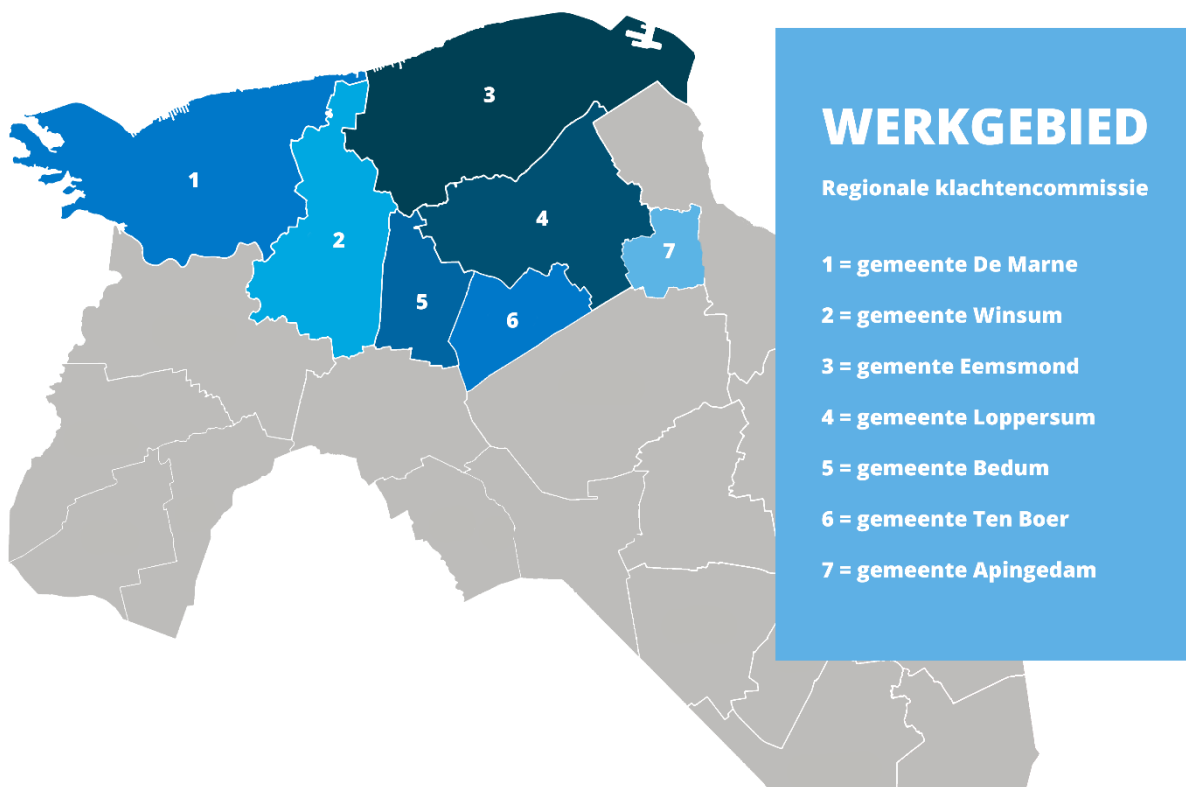 WERKGEBIED
Regionale klachtencommissie
1 = gemeente De Marne
2 = gemeente Winsum
3 = gemente Eemsmond
4 = gemeente Loppersum
5 = gemeente Bedum
6 = gemeente Ten Boer
7 = gemeente Apingedam
1
2
3
4
5
6
7